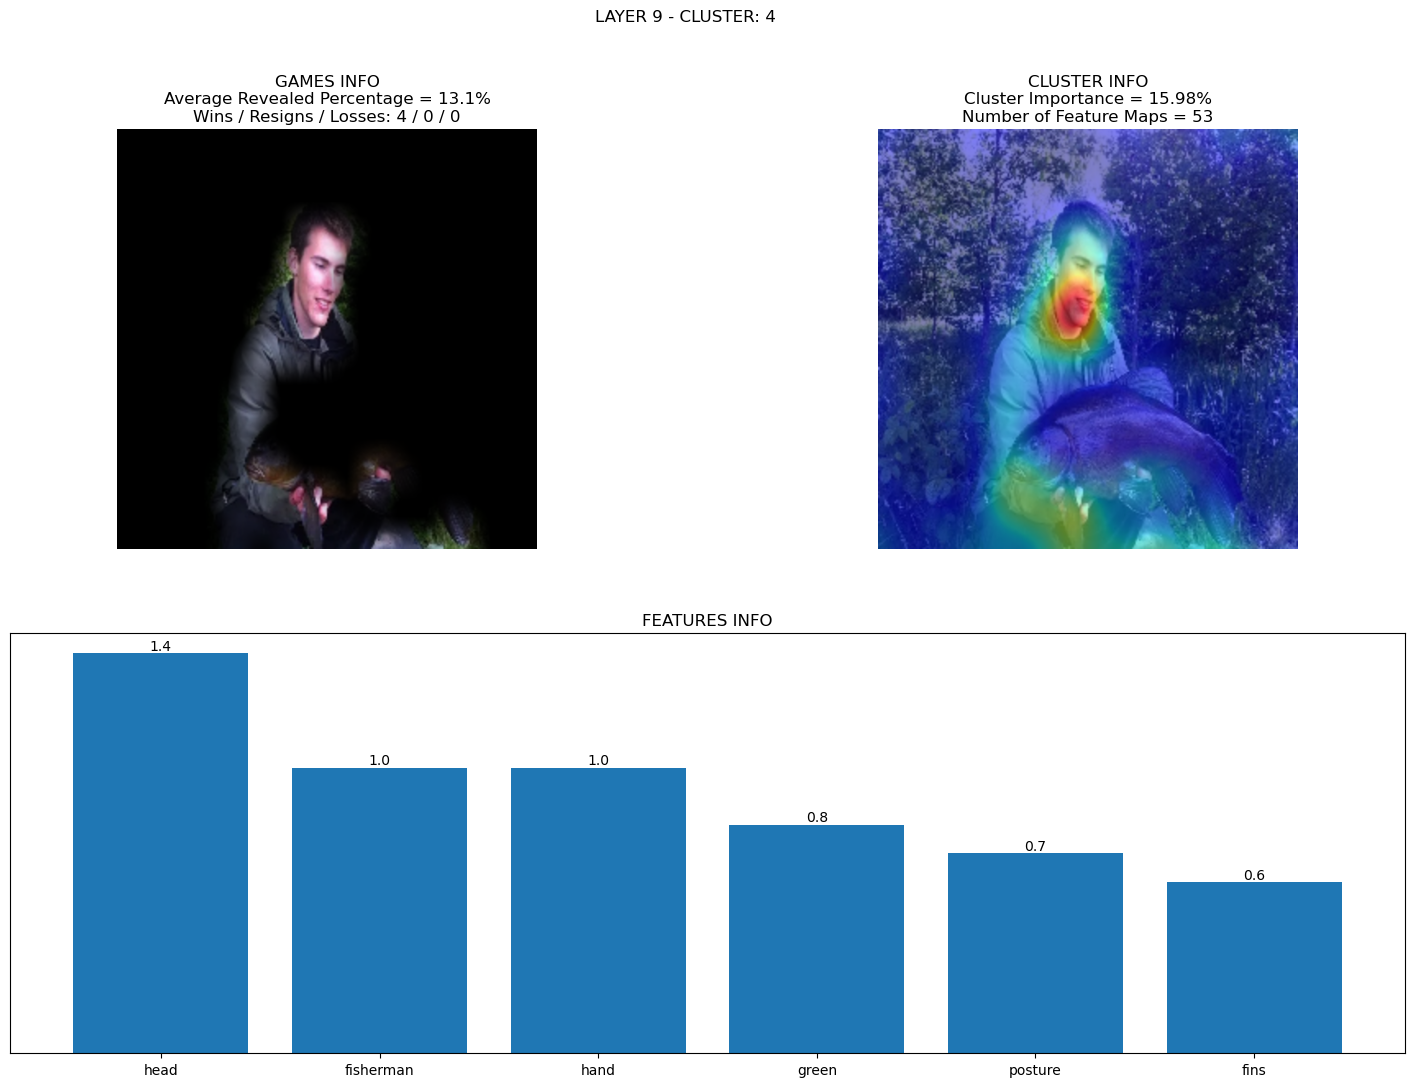 LAYER 9 - CLUSTER: 4
GAMES INFO
Average Revealed Percentage = 13.1%
Wins / Resigns / Losses: 4 / 0 / 0
CLUSTER INFO
Cluster Importance = 15.98%
Number of Feature Maps = 53
FEATURES INFO
1.4
1.0
1.0
0.8
0.7
0.6
head
fisherman
hand
green
posture
fins